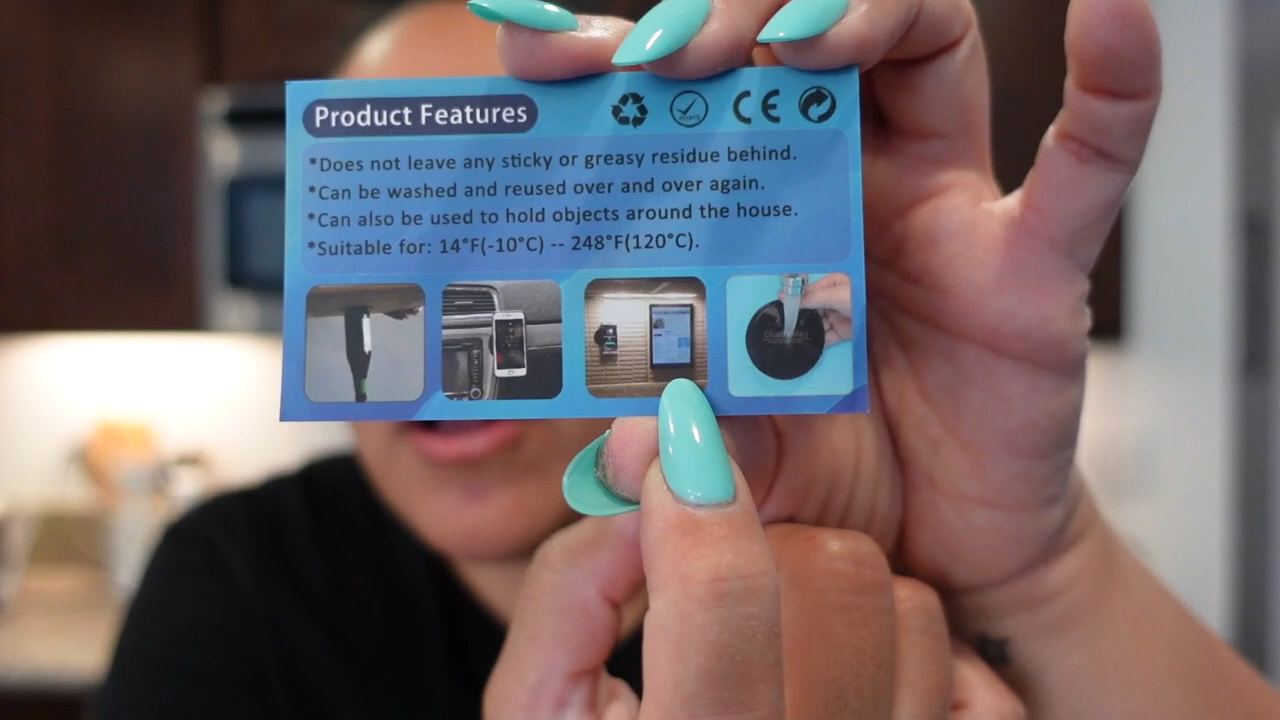 Product Features
CE
*Does not leave any sticky or greasy residue behind.
*Can be washed and reused over and over again.
*Can also be used to hold objects around the house.
*Suitable for: 14°F(-10°C) -- 248°F(120°C).